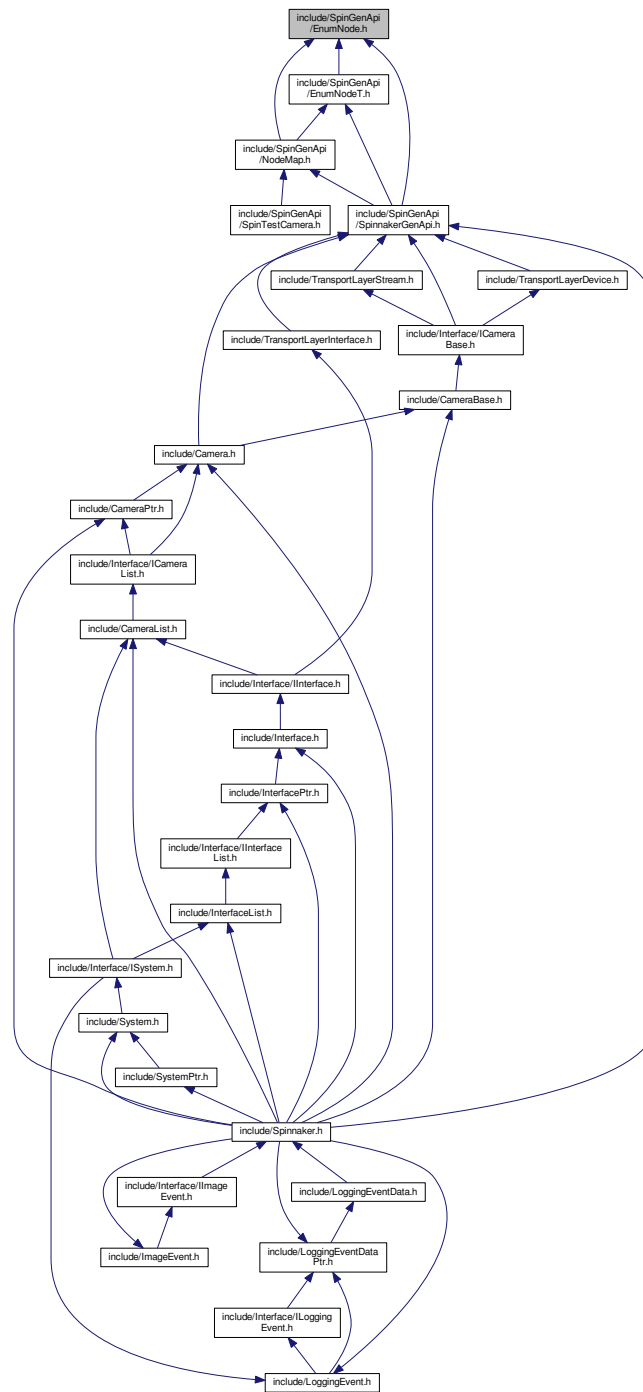 include/SpinGenApi
/EnumNode.h
include/SpinGenApi
/EnumNodeT.h
include/SpinGenApi
/NodeMap.h
include/SpinGenApi
/SpinTestCamera.h
include/SpinGenApi
/SpinnakerGenApi.h
include/TransportLayerStream.h
include/TransportLayerDevice.h
include/TransportLayerInterface.h
include/Interface/ICamera
Base.h
include/CameraBase.h
include/Camera.h
include/CameraPtr.h
include/Interface/ICamera
List.h
include/CameraList.h
include/Interface/IInterface.h
include/Interface.h
include/InterfacePtr.h
include/Interface/IInterface
List.h
include/InterfaceList.h
include/Interface/ISystem.h
include/System.h
include/SystemPtr.h
include/Spinnaker.h
include/Interface/IImage
Event.h
include/LoggingEventData.h
include/ImageEvent.h
include/LoggingEventData
Ptr.h
include/Interface/ILogging
Event.h
include/LoggingEvent.h